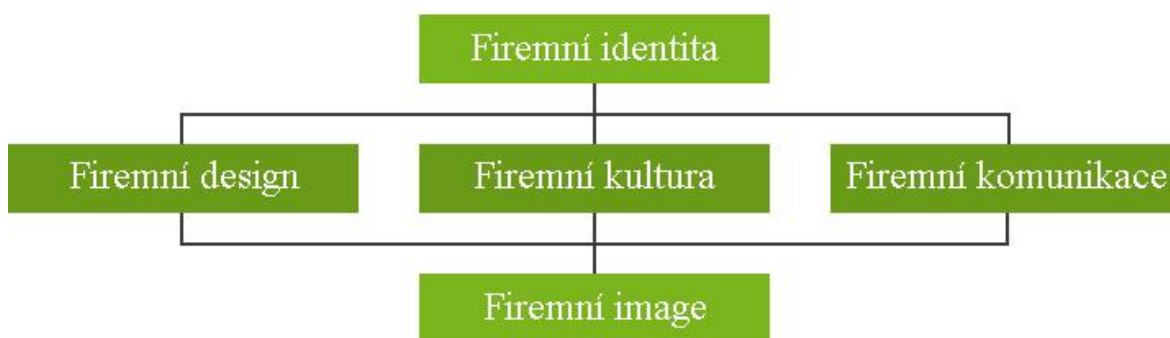 Firemní identita
Firemní design
Firemní kultura
Firemní komunikace
Firemní image